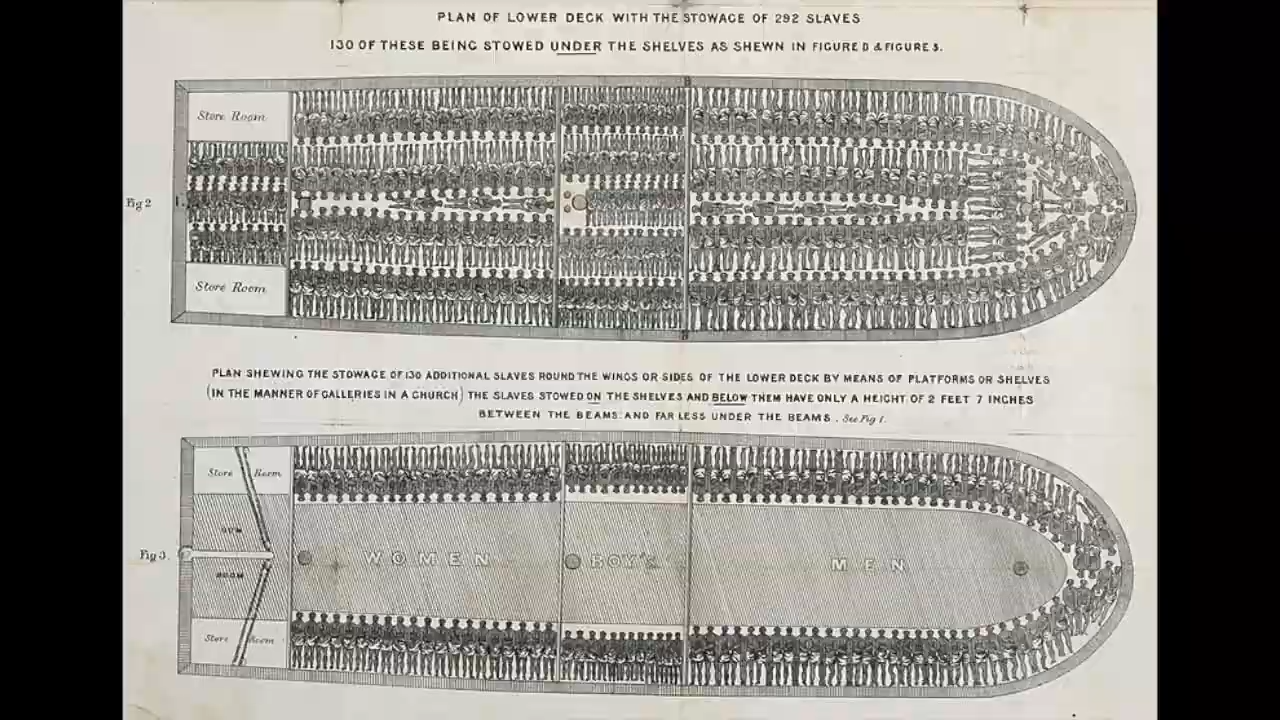 PLAN OF LOWER DECK WITH THE STOWAGE OF 292 SLAVES
130 OF THESE BEING STOWED UNDER THE SHELVES AS SHEWN IN FIGURE D & FIGURE 5.
Store Room
Fig 2
Store Room
PLAN SHEWING THE STOWAGE OF 130 ADDITIONAL SLAVES ROUND THE WINGS OR SIDES OF THE LOWER DECK BY MEANS OF PLATFORMS OR SHELVES
(IN THE MANNER OF GALLERIES IN A CHURCH) THE SLAVES STOWED ON THE SHELVES AND BELOW THEM HAVE ONLY A HEIGHT OF 2 FEET 7 INCHES
BETWEEN THE BEAMS: AND FAR LESS UNDER THE BEAMS. See Fig 1.
Store Room
GUN
Fig 3.
WOMEN
BOYS
MEN
ROOM
Store Room